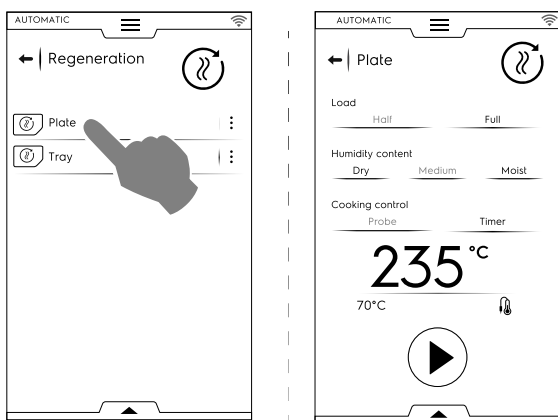 AUTOMATIC
Regeneration
Plate
Tray
AUTOMATIC
Plate
Load
Half Full
Humidity content
Dry Medium Moist
Cooking control
Probe Timer
235 °C
70°C